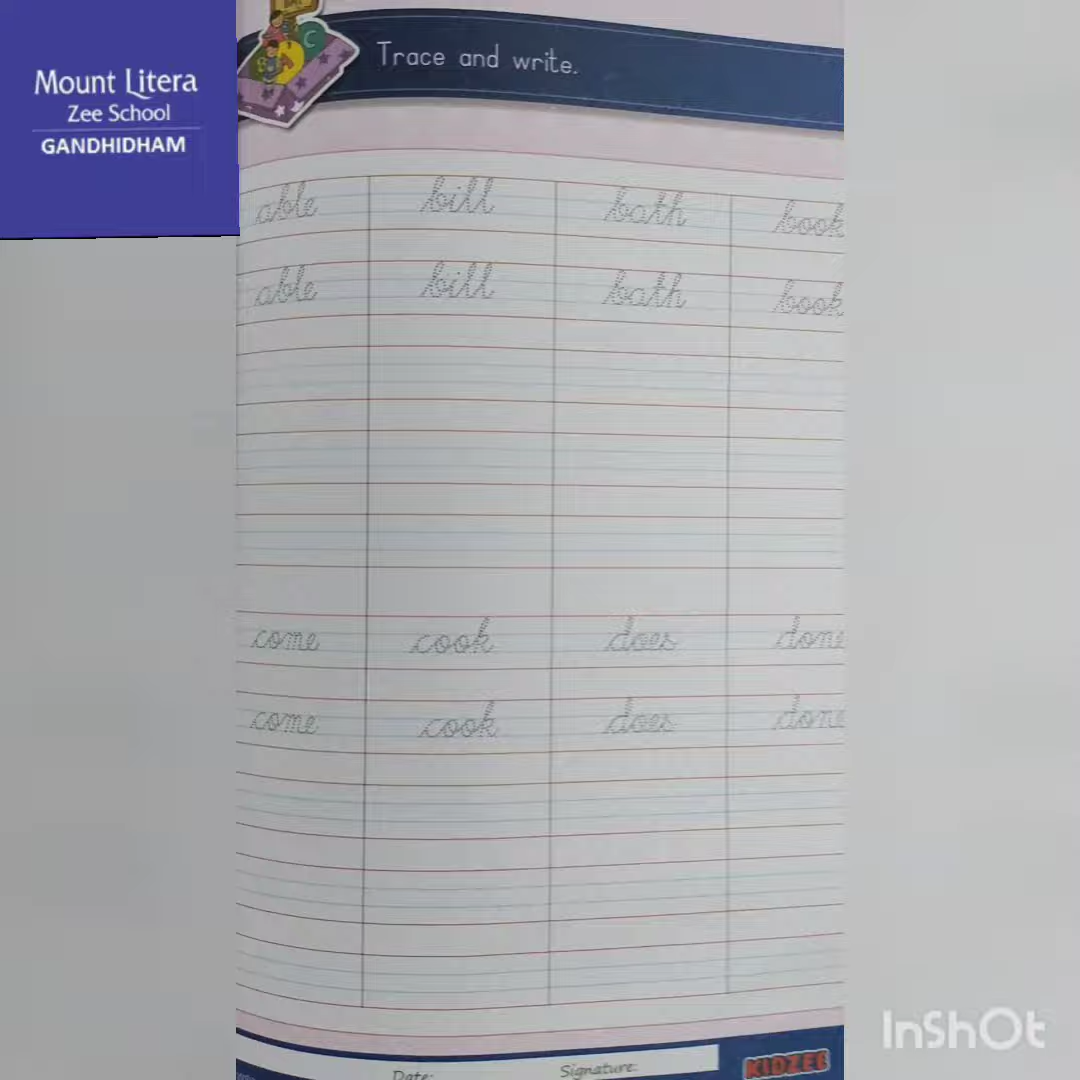 Mount Litera
Zee School
GANDHIDHAM
Trace and write.
able bill bath book
able bill bath book
come cook does done
come cook does done
Date: Signature:
KIDZEE
InShOt